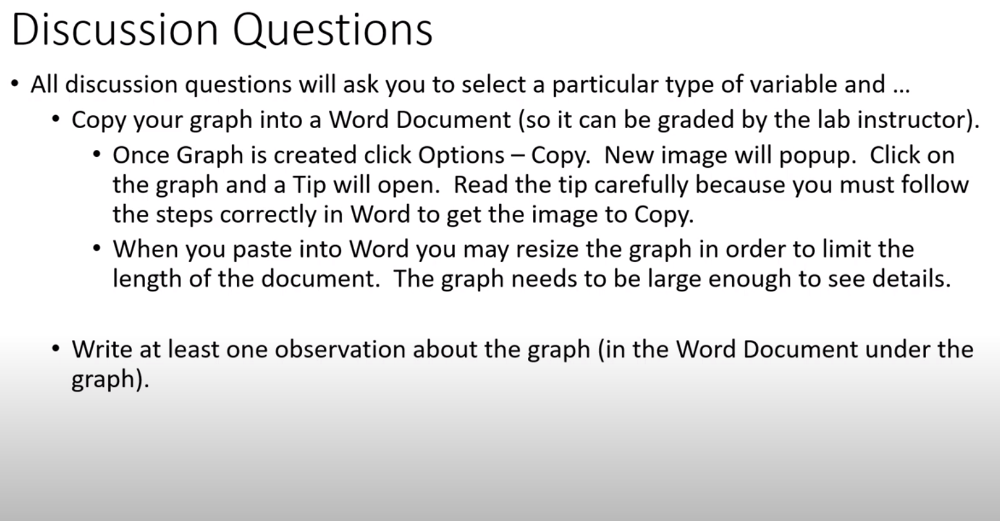 Discussion Questions
• All discussion questions will ask you to select a particular type of variable and ...
• Copy your graph into a Word Document (so it can be graded by the lab instructor).
• Once Graph is created click Options – Copy.  New image will popup.  Click on
the graph and a Tip will open.  Read the tip carefully because you must follow
the steps correctly in Word to get the image to Copy.
• When you paste into Word you may resize the graph in order to limit the
length of the document.  The graph needs to be large enough to see details.
• Write at least one observation about the graph (in the Word Document under the
graph).